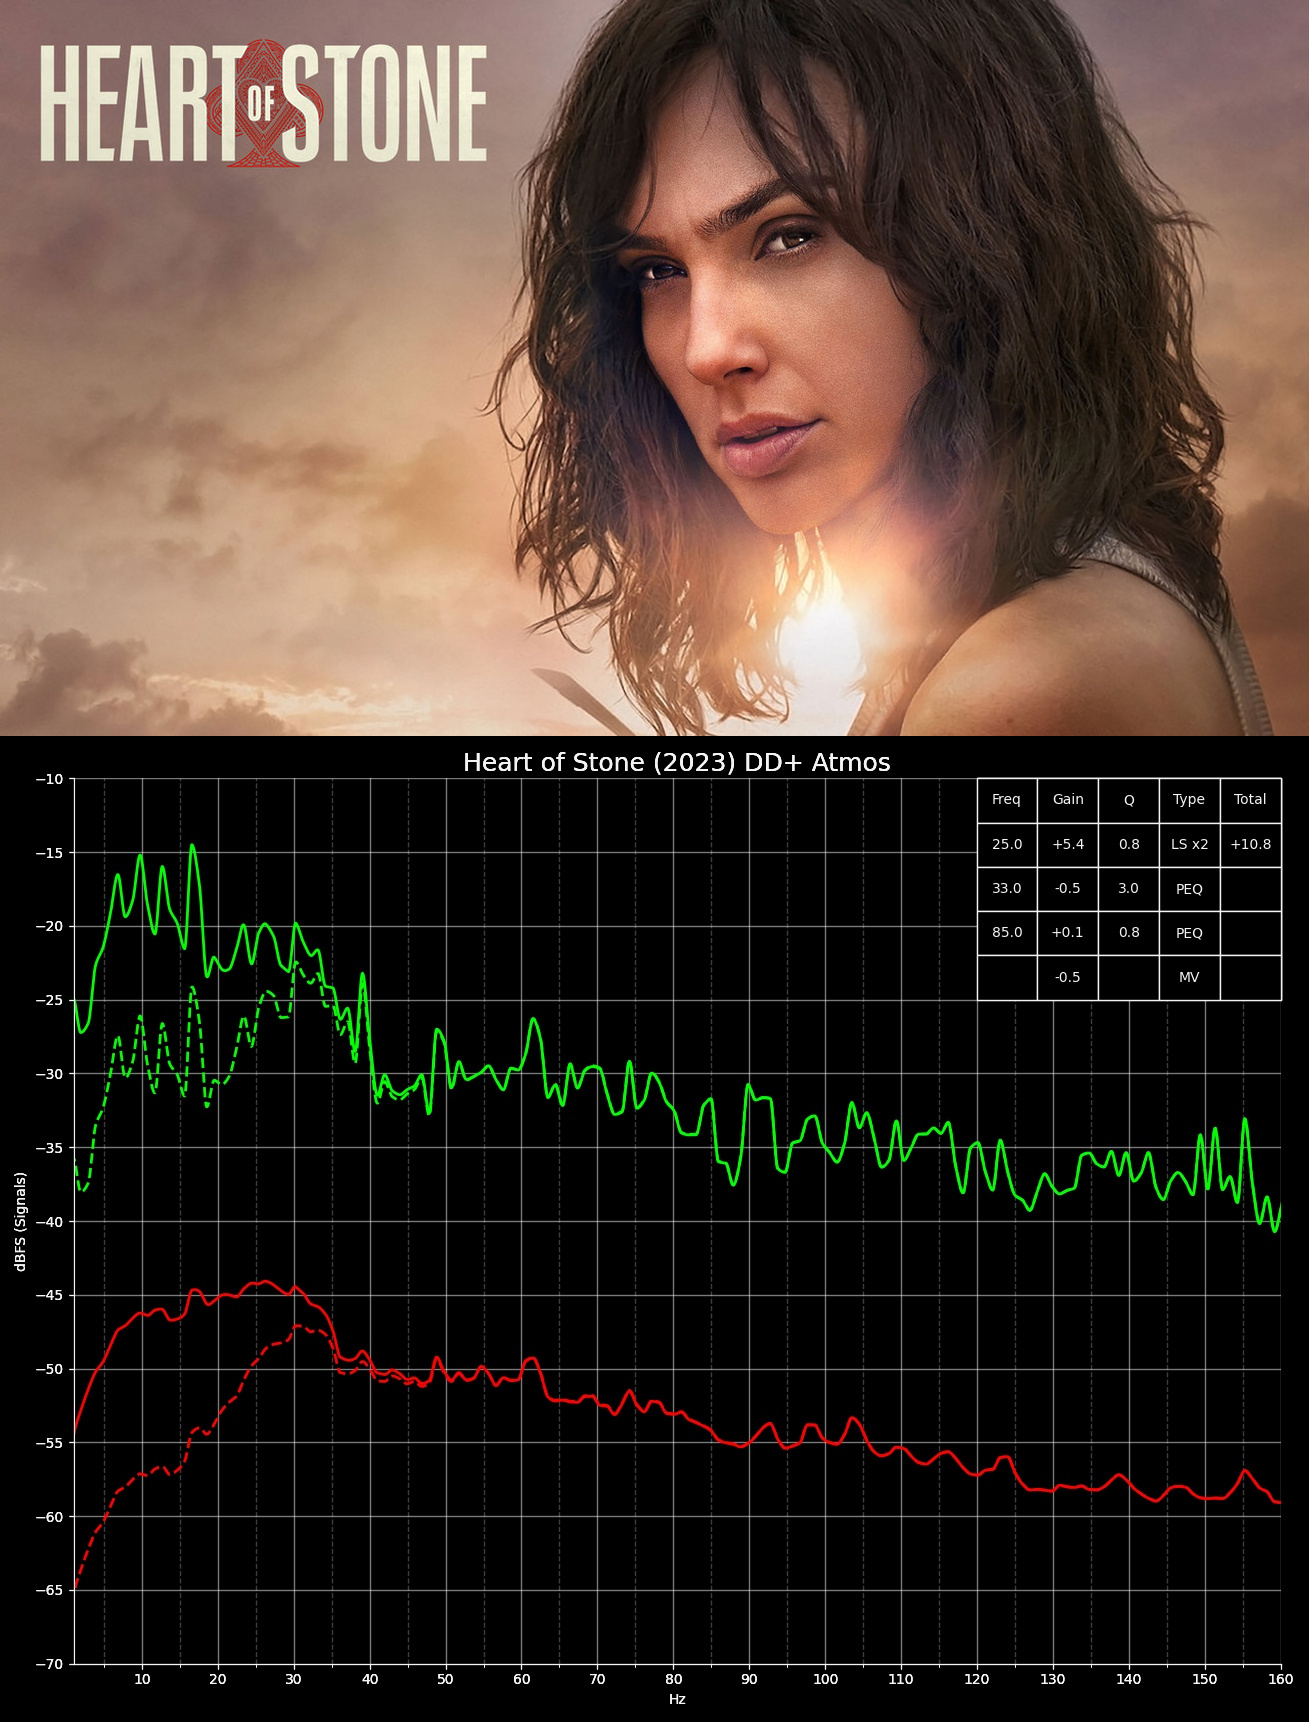 HEART OF STONE
Heart of Stone (2023) DD+ Atmos
Freq Gain Q Type Total
25.0 +5.4 0.8 LS x2 +10.8
33.0 -0.5 3.0 PEQ
85.0 +0.1 0.8 PEQ
-0.5 MV
−10
−15
−20
−25
−30
−35
−40
−45
−50
−55
−60
−65
−70
dBFS (Signals)
10 20 30 40 50 60 70 80 90 100 110 120 130 140 150 160
Hz